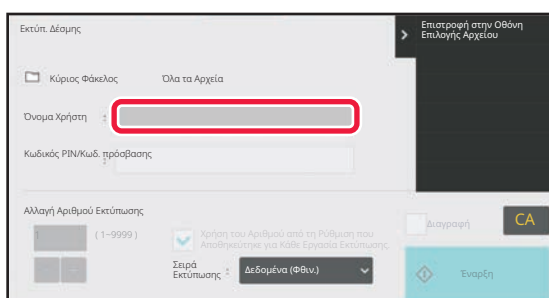 Εκτύπ. Δέσμης
Επιστροφή στην Οθόνη
Επιλογής Αρχείου
Κύριος Φάκελος Όλα τα Αρχεία
Όνομα Χρήστη :
Κωδικός PIN/Κωδ. πρόσβασης :
Αλλαγή Αριθμού Εκτύπωσης
1 (1~9999)
Χρήση του Αριθμού από τη Ρύθμιση που
Αποθηκεύτηκε για Κάθε Εργασία Εκτύπωσης.
Διαγραφή
CA
Σειρά
Εκτύπωσης : Δεδομένα (Φθιν.)
Έναρξη